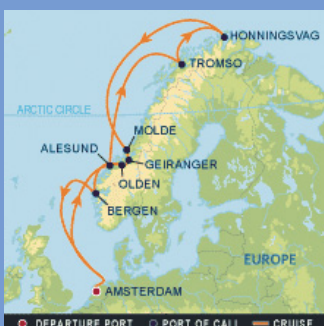 HONNINGSVAG
TROMSO
ARCTIC CIRCLE
MOLDE
ALESUND
GEIRANGER
OLDEN
BERGEN
EUROPE
AMSTERDAM
DEPARTURE PORT PORT OF CALL CRUISE